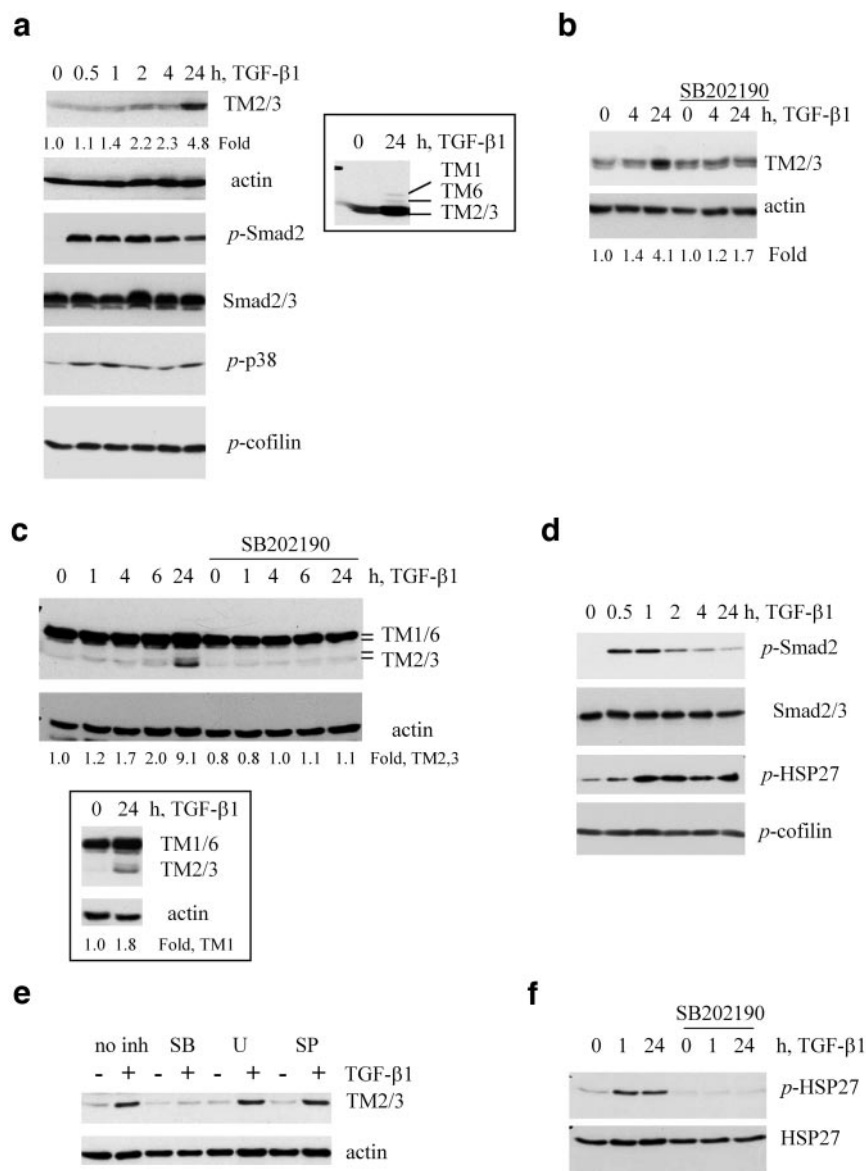 a
0 0.5 1 2 4 24 h, TGF-β1
TM2/3
1.0 1.1 1.4 2.2 2.3 4.8 Fold
actin
p-Smad2
Smad2/3
p-p38
p-cofilin
0 24 h, TGF-β1
TM1
TM6
TM2/3
b
SB202190
0 4 24 0 4 24 h, TGF-β1
TM2/3
actin
1.0 1.4 4.1 1.0 1.2 1.7 Fold
c
SB202190
0 1 4 6 24 0 1 4 6 24 h, TGF-β1
TM1/6
TM2/3
actin
1.0 1.2 1.7 2.0 9.1 0.8 0.8 1.0 1.1 1.1 Fold, TM2,3
0 24 h, TGF-β1
TM1/6
TM2/3
actin
1.0 1.8 Fold, TM1
d
0 0.5 1 2 4 24 h, TGF-β1
p-Smad2
Smad2/3
p-HSP27
p-cofilin
e
no inh SB U SP
- + - + - + - + TGF-β1
TM2/3
actin
f
SB202190
0 1 24 0 1 24 h, TGF-β1
p-HSP27
HSP27